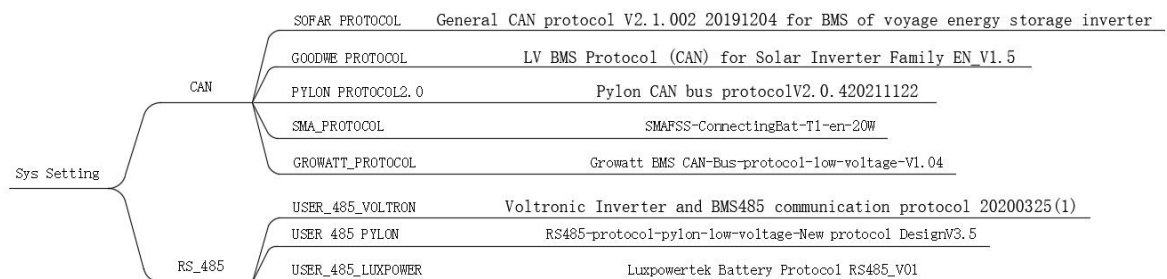 SOFAR PROTOCOL General CAN protocol V2.1.002 20191204 for BMS of voyage energy storage inverter
GOODWE PROTOCOL LV BMS Protocol (CAN) for Solar Inverter Family EN_V1.5
CAN
PYLON PROTOCOL2.0 Pylon CAN bus protocolV2.0.420211122
SMA_PROTOCOL SMAFSS-ConnectingBat-T1-en-20W
GROWATT_PROTOCOL Growatt BMS CAN-Bus-protocol-low-voltage-V1.04
Sys Setting
USER_485_VOLTRON Voltronic Inverter and BMS485 communication protocol 20200325(1)
USER 485 PYLON RS485-protocol-pylon-low-voltage-New protocol DesignV3.5
RS_485
USER_485_LUXPOWER Luxpowertek Battery Protocol RS485_V01